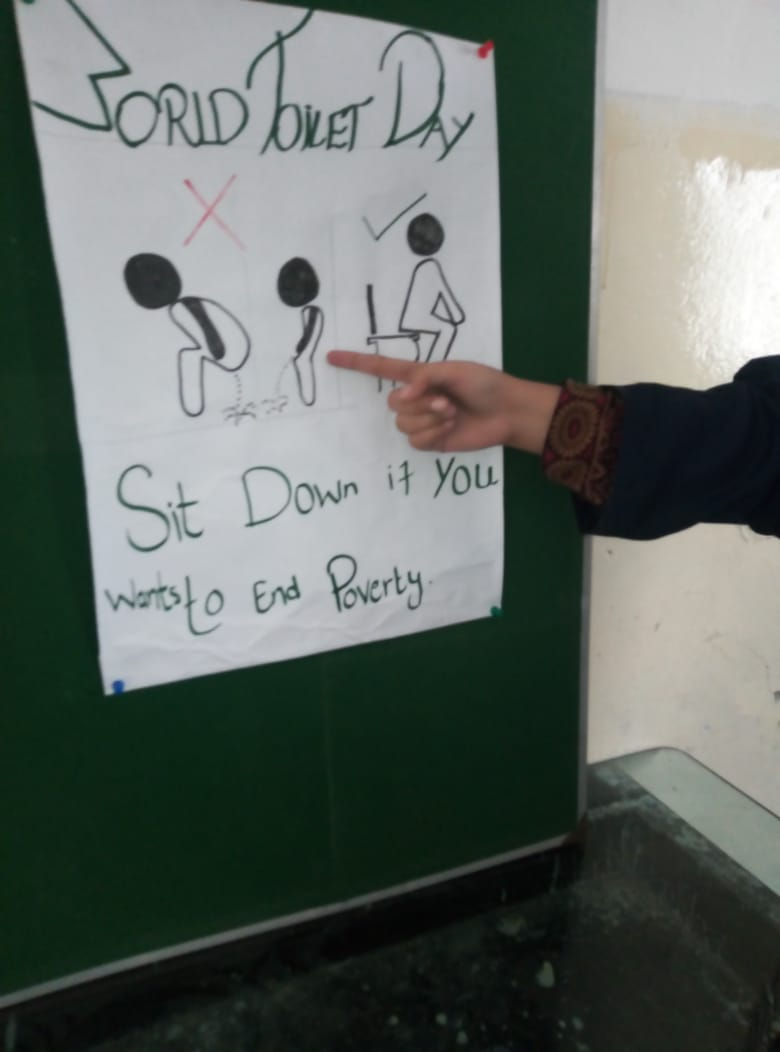 WORLD TOILET DAY
Sit Down if You
Wants to End Poverty.